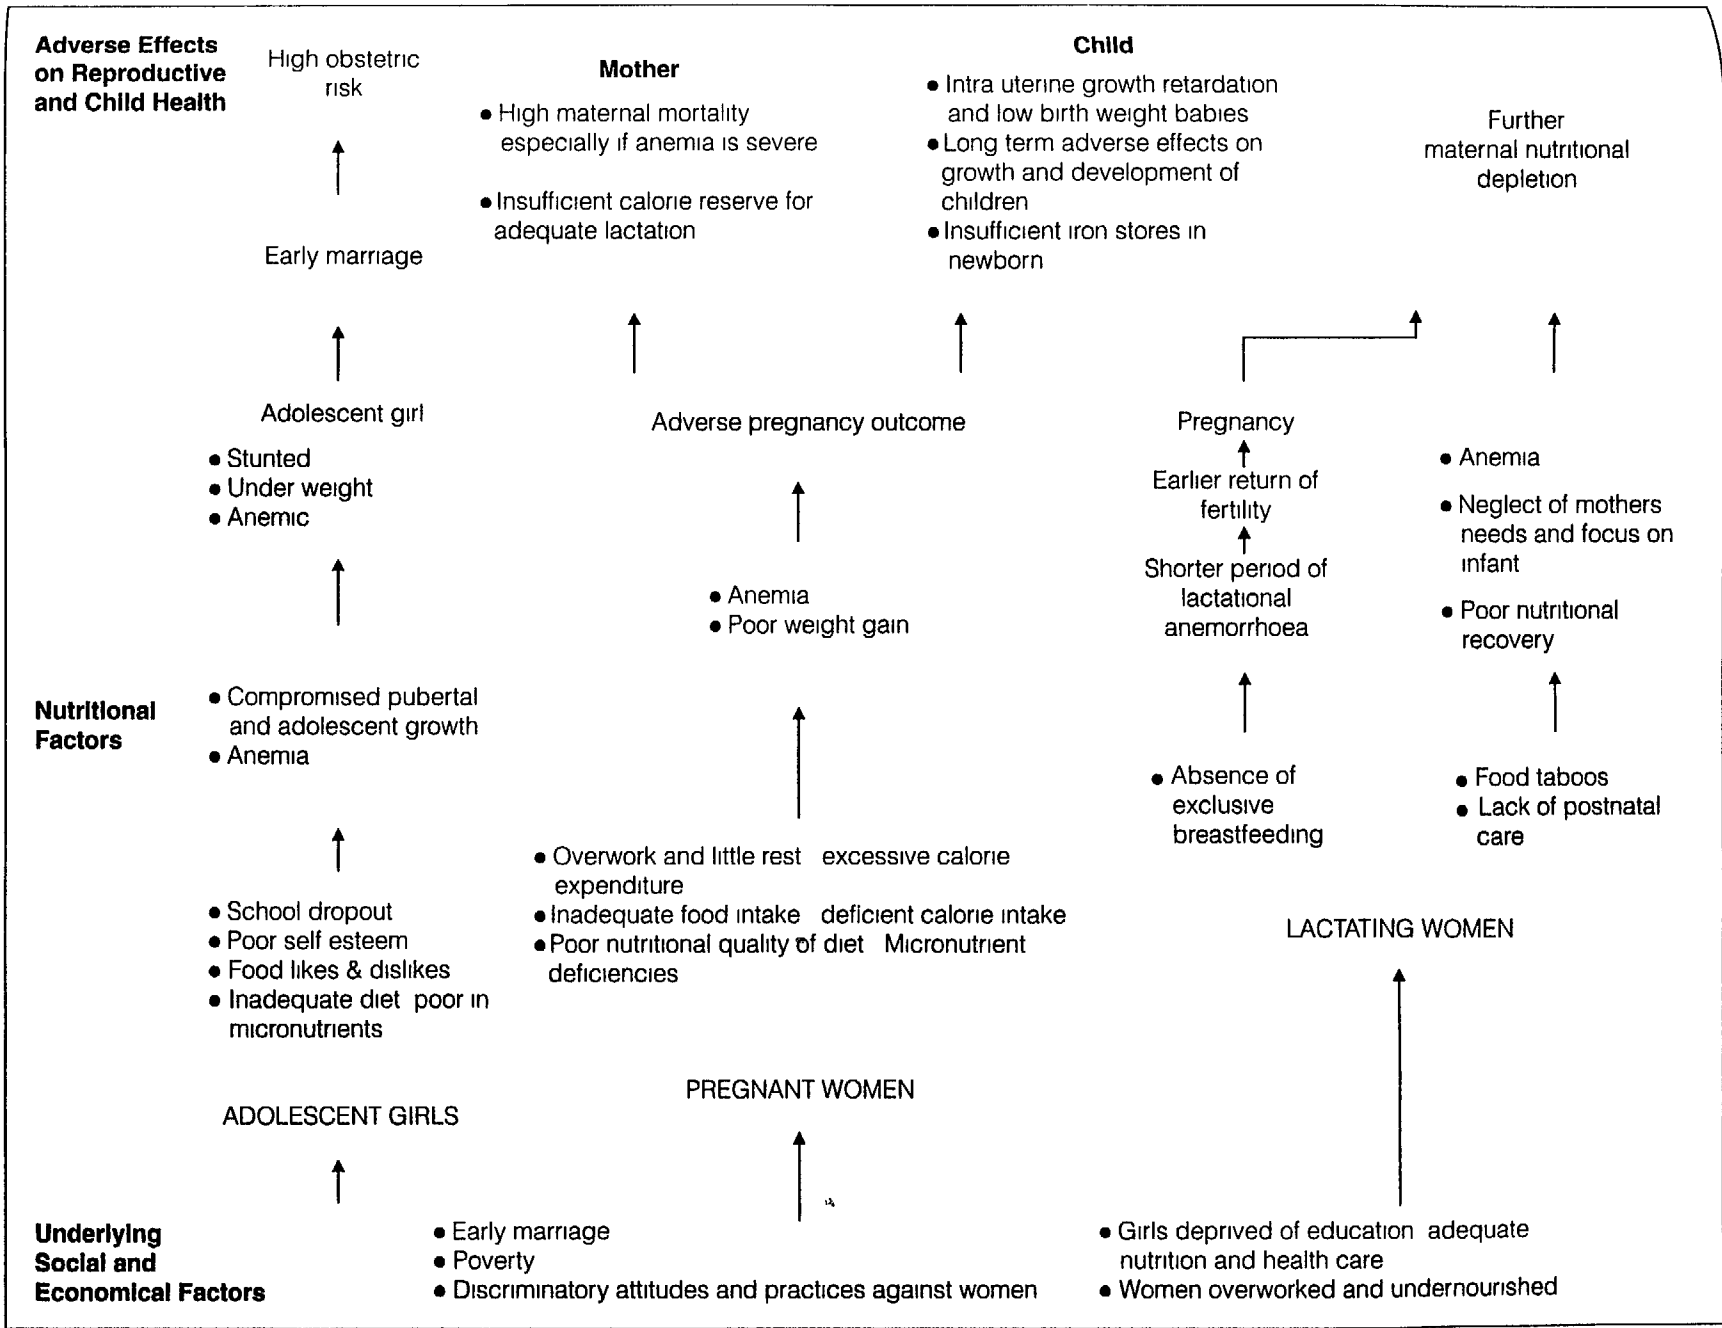 Adverse Effects
on Reproductive
and Child Health
High obstetric
risk
Early marriage
Adolescent girl
● Stunted
● Under weight
● Anemic
Nutritional
Factors
● Compromised pubertal
and adolescent growth
● Anemia
● School dropout
● Poor self esteem
● Food likes & dislikes
● Inadequate diet poor in
micronutrients
ADOLESCENT GIRLS
Mother
● High maternal mortality
especially if anemia is severe
● Insufficient calorie reserve for
adequate lactation
Child
● Intra uterine growth retardation
and low birth weight babies
● Long term adverse effects on
growth and development of
children
● Insufficient iron stores in
newborn
Adverse pregnancy outcome
● Anemia
● Poor weight gain
● Overwork and little rest excessive calorie
expenditure
● Inadequate food intake deficient calorie intake
● Poor nutritional quality of diet Micronutrient
deficiencies
PREGNANT WOMEN
Further
maternal nutritional
depletion
Pregnancy
Earlier return of
fertility
Shorter period of
lactational
anemorrhoea
● Absence of
exclusive
breastfeeding
● Anemia
● Neglect of mothers
needs and focus on
infant
● Poor nutritional
recovery
● Food taboos
● Lack of postnatal
care
LACTATING WOMEN
Underlying
Social and
Economical Factors
● Early marriage
● Poverty
● Discriminatory attitudes and practices against women
● Girls deprived of education adequate
nutrition and health care
● Women overworked and undernourished